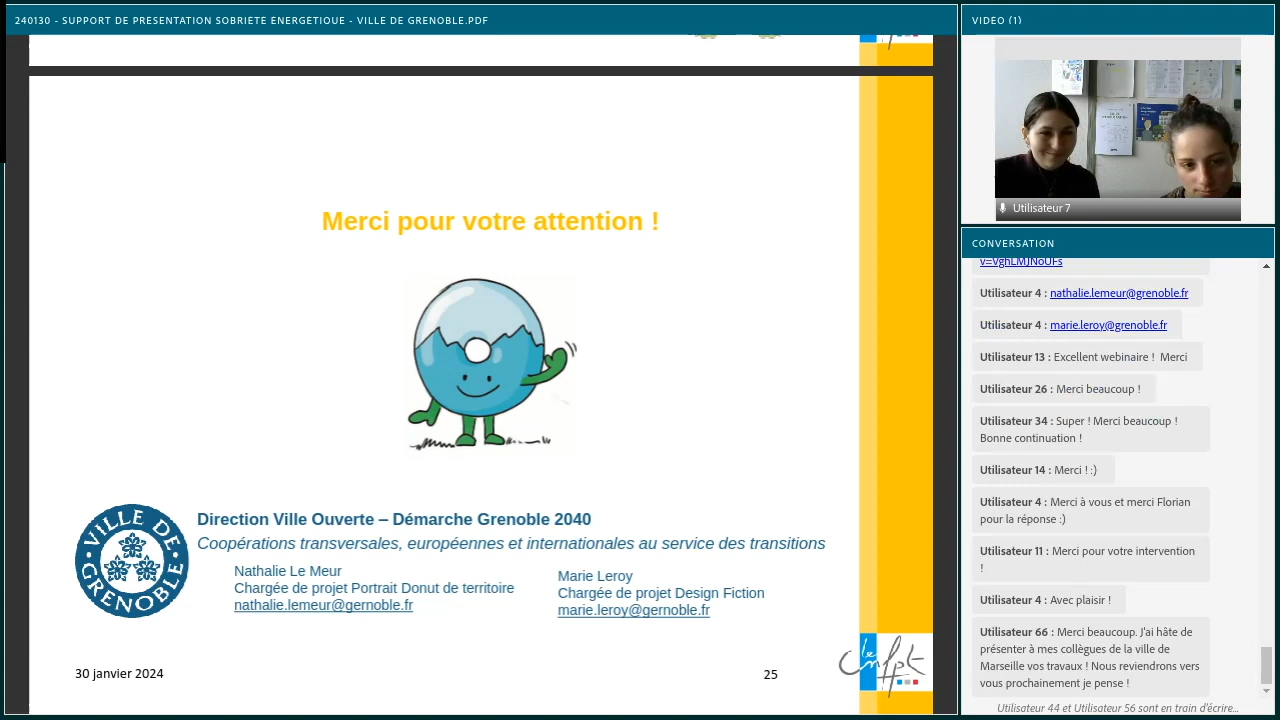 240130 - SUPPORT DE PRÉSENTATION SOBRIÉTÉ ÉNERGÉTIQUE - VILLE DE GRENOBLE.PDF
Merci pour votre attention !
VILLE DE GRENOBLE
Direction Ville Ouverte – Démarche Grenoble 2040
Coopérations transversales, européennes et internationales au service des transitions
Nathalie Le Meur
Chargée de projet Portrait Donut de territoire
nathalie.lemeur@gernoble.fr
Marie Leroy
Chargée de projet Design Fiction
marie.leroy@gernoble.fr
30 janvier 2024
25
le cnfpt
VIDÉO (1)
Utilisateur 7
CONVERSATION
v=VghLMJNoUFs
Utilisateur 4 : nathalie.lemeur@grenoble.fr
Utilisateur 4 : marie.leroy@grenoble.fr
Utilisateur 13 : Excellent webinaire ! Merci
Utilisateur 26 : Merci beaucoup !
Utilisateur 34 : Super ! Merci beaucoup !
Bonne continuation !
Utilisateur 14 : Merci ! :)
Utilisateur 4 : Merci à vous et merci Florian
pour la réponse :)
Utilisateur 11 : Merci pour votre intervention
!
Utilisateur 4 : Avec plaisir !
Utilisateur 66 : Merci beaucoup. J'ai hâte de
présenter à mes collègues de la ville de
Marseille vos travaux ! Nous reviendrons vers
vous prochainement je pense !
Utilisateur 44 et Utilisateur 56 sont en train d'écrire...